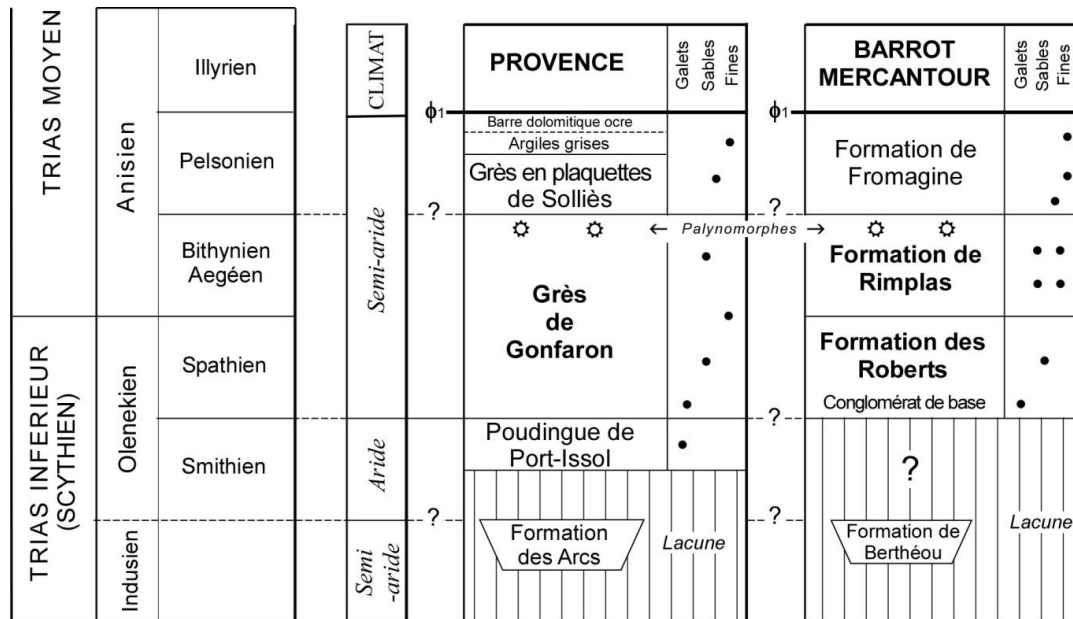 TRIAS MOYEN
TRIAS INFERIEUR
(SCYTHIEN)
Anisien
Olenekien
Indusien
Illyrien
Pelsonien
Bithynien
Aegéen
Spathien
Smithien
CLIMAT
Semi-aride
Aride
Semi
-aride
PROVENCE
Galets
Sables
Fines
ϕ1
Barre dolomitique ocre
Argiles grises
Grès en plaquettes
de Solliès
?
← Palynomorphes →
Grès
de
Gonfaron
?
Poudingue de
Port-Issol
?
Formation
des Arcs
Lacune
BARROT
MERCANTOUR
Galets
Sables
Fines
ϕ1
Formation de
Fromagine
?
Formation de
Rimplas
Formation des
Roberts
Conglomérat de base
?
?
?
Formation de
Berthéou
Lacune